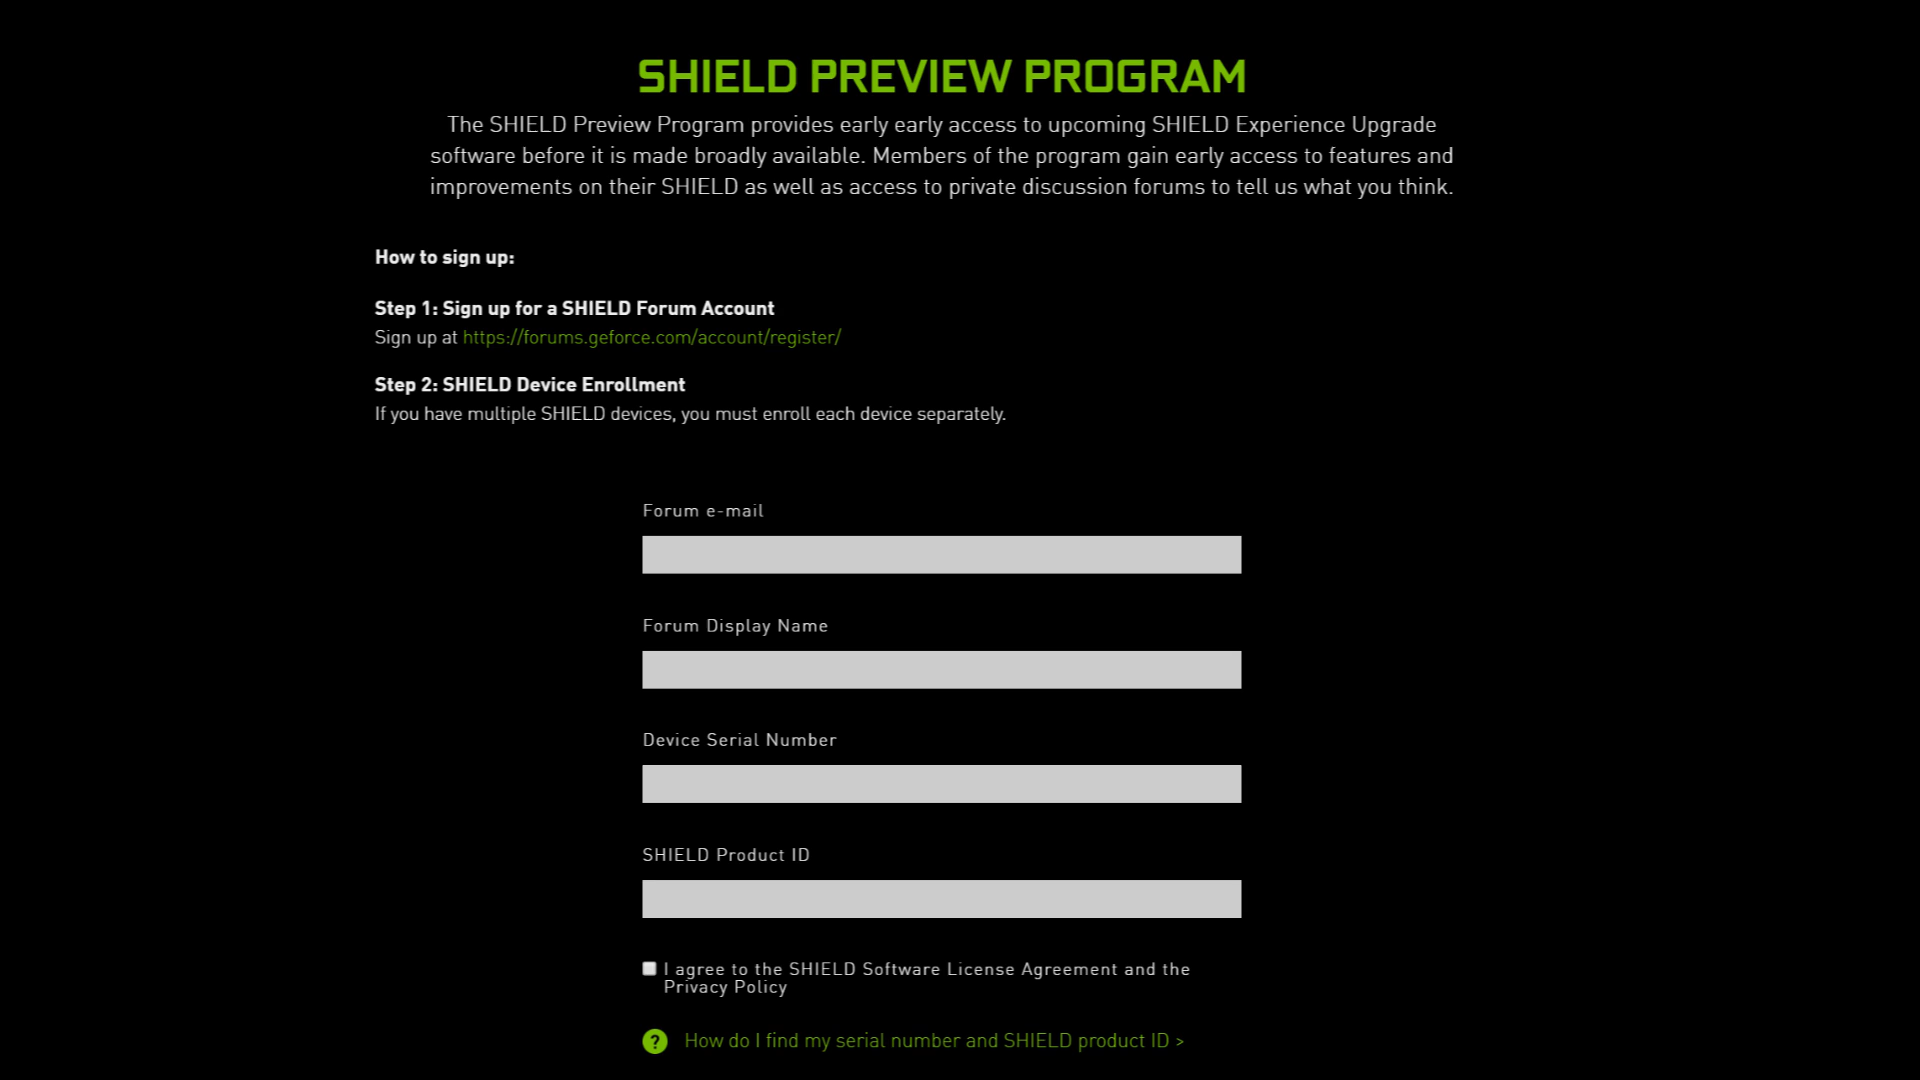 SHIELD PREVIEW PROGRAM
The SHIELD Preview Program provides early early access to upcoming SHIELD Experience Upgrade
software before it is made broadly available. Members of the program gain early access to features and
improvements on their SHIELD as well as access to private discussion forums to tell us what you think.
How to sign up:
Step 1: Sign up for a SHIELD Forum Account
Sign up at https://forums.geforce.com/account/register/
Step 2: SHIELD Device Enrollment
If you have multiple SHIELD devices, you must enroll each device separately.
Forum e-mail
Forum Display Name
Device Serial Number
SHIELD Product ID
I agree to the SHIELD Software License Agreement and the
Privacy Policy
? How do I find my serial number and SHIELD product ID >